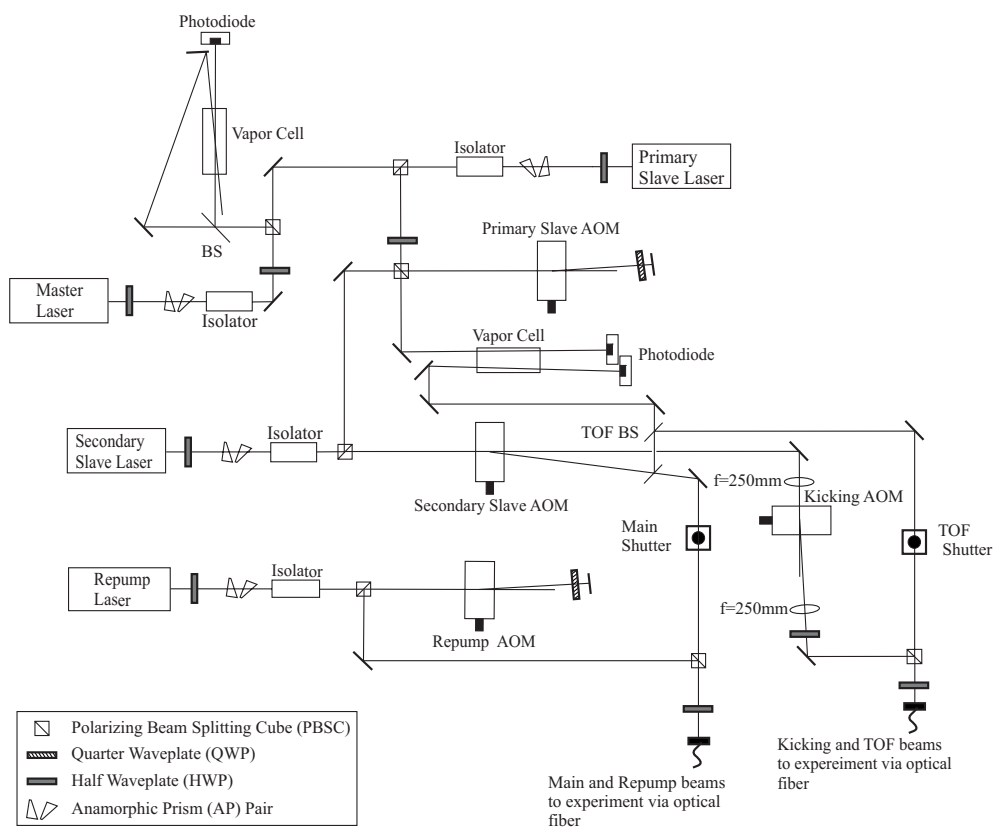 Photodiode
Vapor Cell
BS
Isolator
Primary
Slave Laser
Master
Laser
Isolator
Primary Slave AOM
Vapor Cell
Photodiode
Secondary
Slave Laser
Isolator
TOF BS
Secondary Slave AOM
f=250mm
Kicking AOM
Main
Shutter
TOF
Shutter
Repump
Laser
Isolator
Repump AOM
f=250mm
Polarizing Beam Splitting Cube (PBSC)
Quarter Waveplate (QWP)
Half Waveplate (HWP)
Anamorphic Prism (AP) Pair
Main and Repump beams
to experiment via optical
fiber
Kicking and TOF beams
to expereiment via optical
fiber